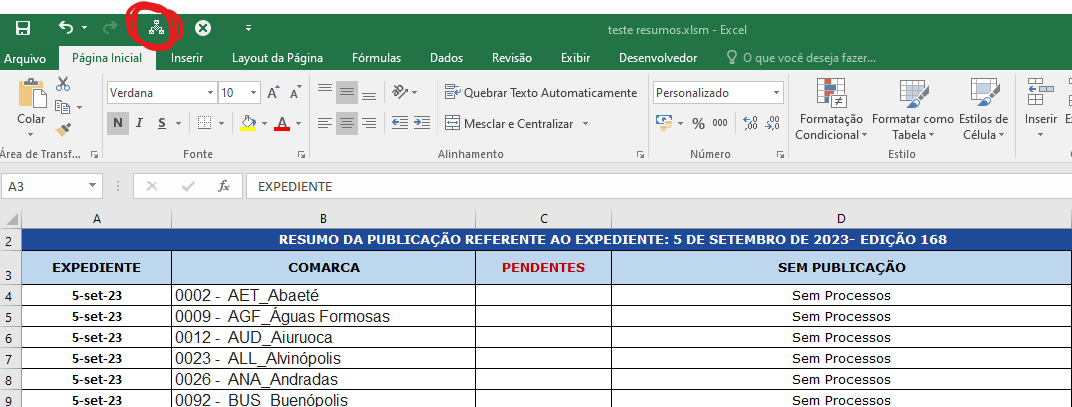 teste resumos.xlsm - Excel
Arquivo Página Inicial Inserir Layout da Página Fórmulas Dados Revisão Exibir Desenvolvedor O que você deseja fazer...
Colar
Verdana 10
N I S A
Quebrar Texto Automaticamente
Mesclar e Centralizar
Personalizado
% 000
Formatação Condicional
Formatar como Tabela
Estilos de Célula
Inserir
Área de Transf... Fonte Alinhamento Número Estilo
A3 fx EXPEDIENTE
A B C D
2 RESUMO DA PUBLICAÇÃO REFERENTE AO EXPEDIENTE: 5 DE SETEMBRO DE 2023- EDIÇÃO 168
3 EXPEDIENTE COMARCA PENDENTES SEM PUBLICAÇÃO
4 5-set-23 0002 - AET_Abaeté Sem Processos
5 5-set-23 0009 - AGF_Águas Formosas Sem Processos
6 5-set-23 0012 - AUD_Aiuruoca Sem Processos
7 5-set-23 0023 - ALL_Alvinópolis Sem Processos
8 5-set-23 0026 - ANA_Andradas Sem Processos
9 5-set-23 0092 - BUS_Buenópolis Sem Processos